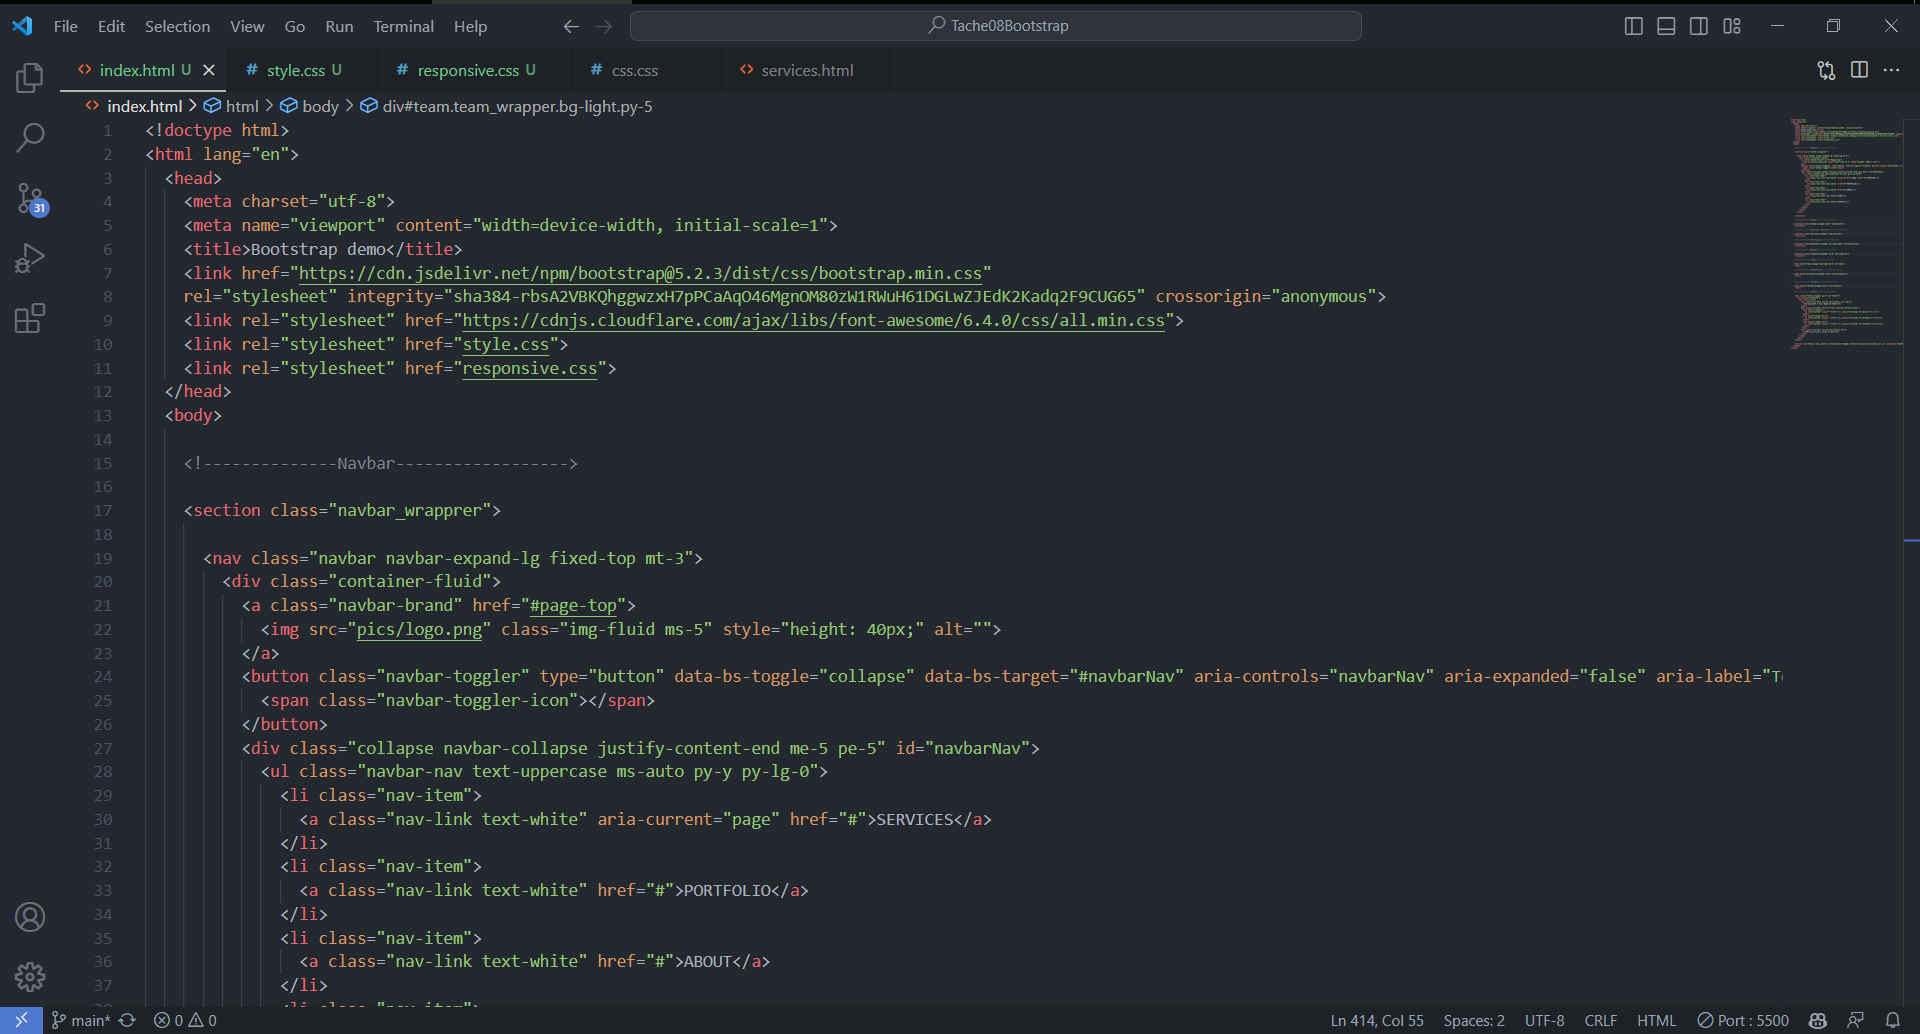 File Edit Selection View Go Run Terminal Help
Tache08Bootstrap
index.html U
style.css U
responsive.css U
css.css
services.html
index.html > html > body > div#team.team_wrapper.bg-light.py-5
1 <!doctype html>
2 <html lang="en">
3 <head>
4 <meta charset="utf-8">
5 <meta name="viewport" content="width=device-width, initial-scale=1">
6 <title>Bootstrap demo</title>
7 <link href="https://cdn.jsdelivr.net/npm/bootstrap@5.2.3/dist/css/bootstrap.min.css"
8 rel="stylesheet" integrity="sha384-rbsA2VBKQhggwzxH7pPCaAqO46MgnOM80zW1RWuH61DGLwZJEdK2Kadq2F9CUG65" crossorigin="anonymous">
9 <link rel="stylesheet" href="https://cdnjs.cloudflare.com/ajax/libs/font-awesome/6.4.0/css/all.min.css">
10 <link rel="stylesheet" href="style.css">
11 <link rel="stylesheet" href="responsive.css">
12 </head>
13 <body>
14
15 <!--------------Navbar------------------>
16
17 <section class="navbar_wrapprer">
18
19 <nav class="navbar navbar-expand-lg fixed-top mt-3">
20 <div class="container-fluid">
21 <a class="navbar-brand" href="#page-top">
22 <img src="pics/logo.png" class="img-fluid ms-5" style="height: 40px;" alt="">
23 </a>
24 <button class="navbar-toggler" type="button" data-bs-toggle="collapse" data-bs-target="#navbarNav" aria-controls="navbarNav" aria-expanded="false" aria-label="T
25 <span class="navbar-toggler-icon"></span>
26 </button>
27 <div class="collapse navbar-collapse justify-content-end me-5 pe-5" id="navbarNav">
28 <ul class="navbar-nav text-uppercase ms-auto py-y py-lg-0">
29 <li class="nav-item">
30 <a class="nav-link text-white" aria-current="page" href="#">SERVICES</a>
31 </li>
32 <li class="nav-item">
33 <a class="nav-link text-white" href="#">PORTFOLIO</a>
34 </li>
35 <li class="nav-item">
36 <a class="nav-link text-white" href="#">ABOUT</a>
37 </li>
31
main* 0 0
Ln 414, Col 55 Spaces: 2 UTF-8 CRLF HTML Port : 5500